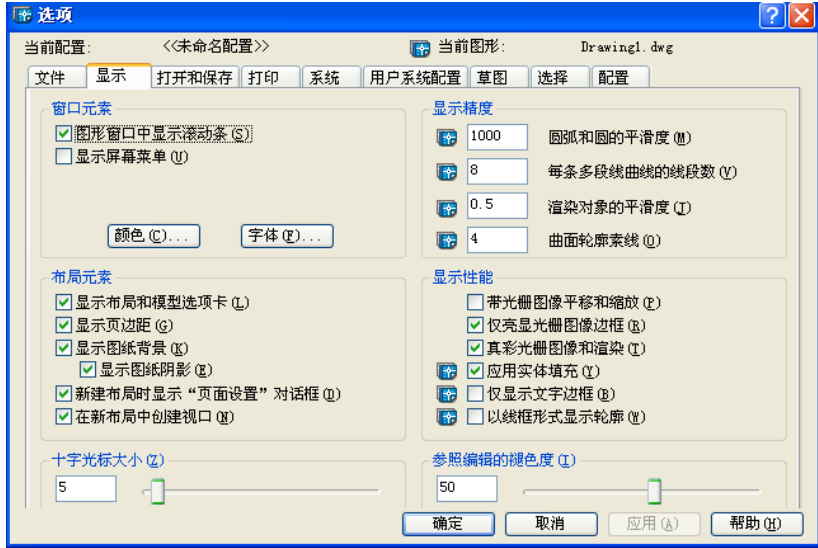 选项
当前配置: <<未命名配置>> 当前图形: Drawing1.dwg
文件 显示 打开和保存 打印 系统 用户系统配置 草图 选择 配置
窗口元素
图形窗口中显示滚动条(S)
显示屏幕菜单(U)
颜色(C)... 字体(F)...
显示精度
1000 圆弧和圆的平滑度(M)
8 每条多段线曲线的线段数(V)
0.5 渲染对象的平滑度(J)
4 曲面轮廓素线(O)
布局元素
显示布局和模型选项卡(L)
显示页边距(G)
显示图纸背景(K)
显示图纸阴影(E)
新建布局时显示“页面设置”对话框(D)
在新布局中创建视口(N)
显示性能
带光栅图像平移和缩放(P)
仅亮显光栅图像边框(R)
真彩光栅图像和渲染(T)
应用实体填充(Y)
仅显示文字边框(B)
以线框形式显示轮廓(W)
十字光标大小(Z)
5
参照编辑的褪色度(I)
50
确定 取消 应用(A) 帮助(H)